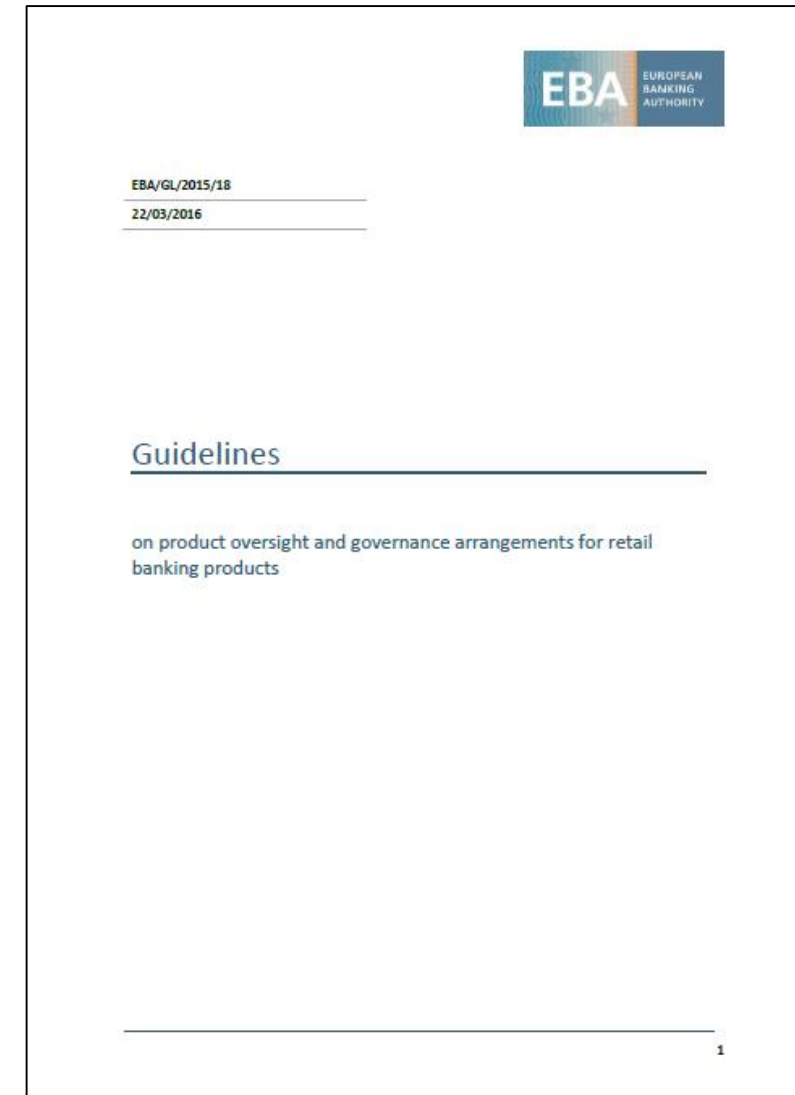 EBA
EUROPEAN
BANKING
AUTHORITY
EBA/GL/2015/18
22/03/2016
Guidelines
on product oversight and governance arrangements for retail
banking products
1